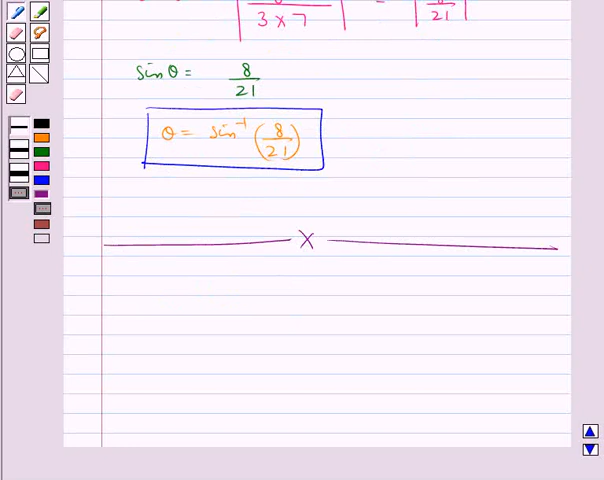 3 × 7 = 21
sin θ = 8/21
θ = sin⁻¹ (8/21)
X